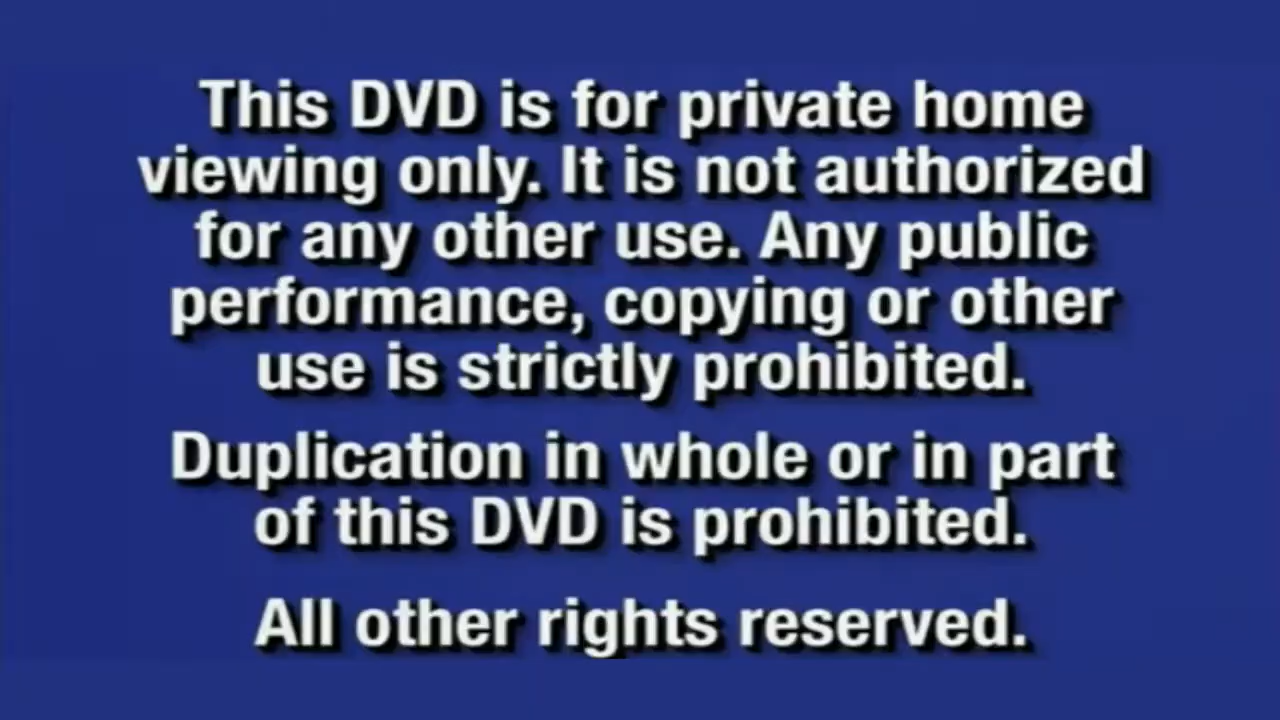 This DVD is for private home
viewing only. It is not authorized
for any other use. Any public
performance, copying or other
use is strictly prohibited.
Duplication in whole or in part
of this DVD is prohibited.
All other rights reserved.